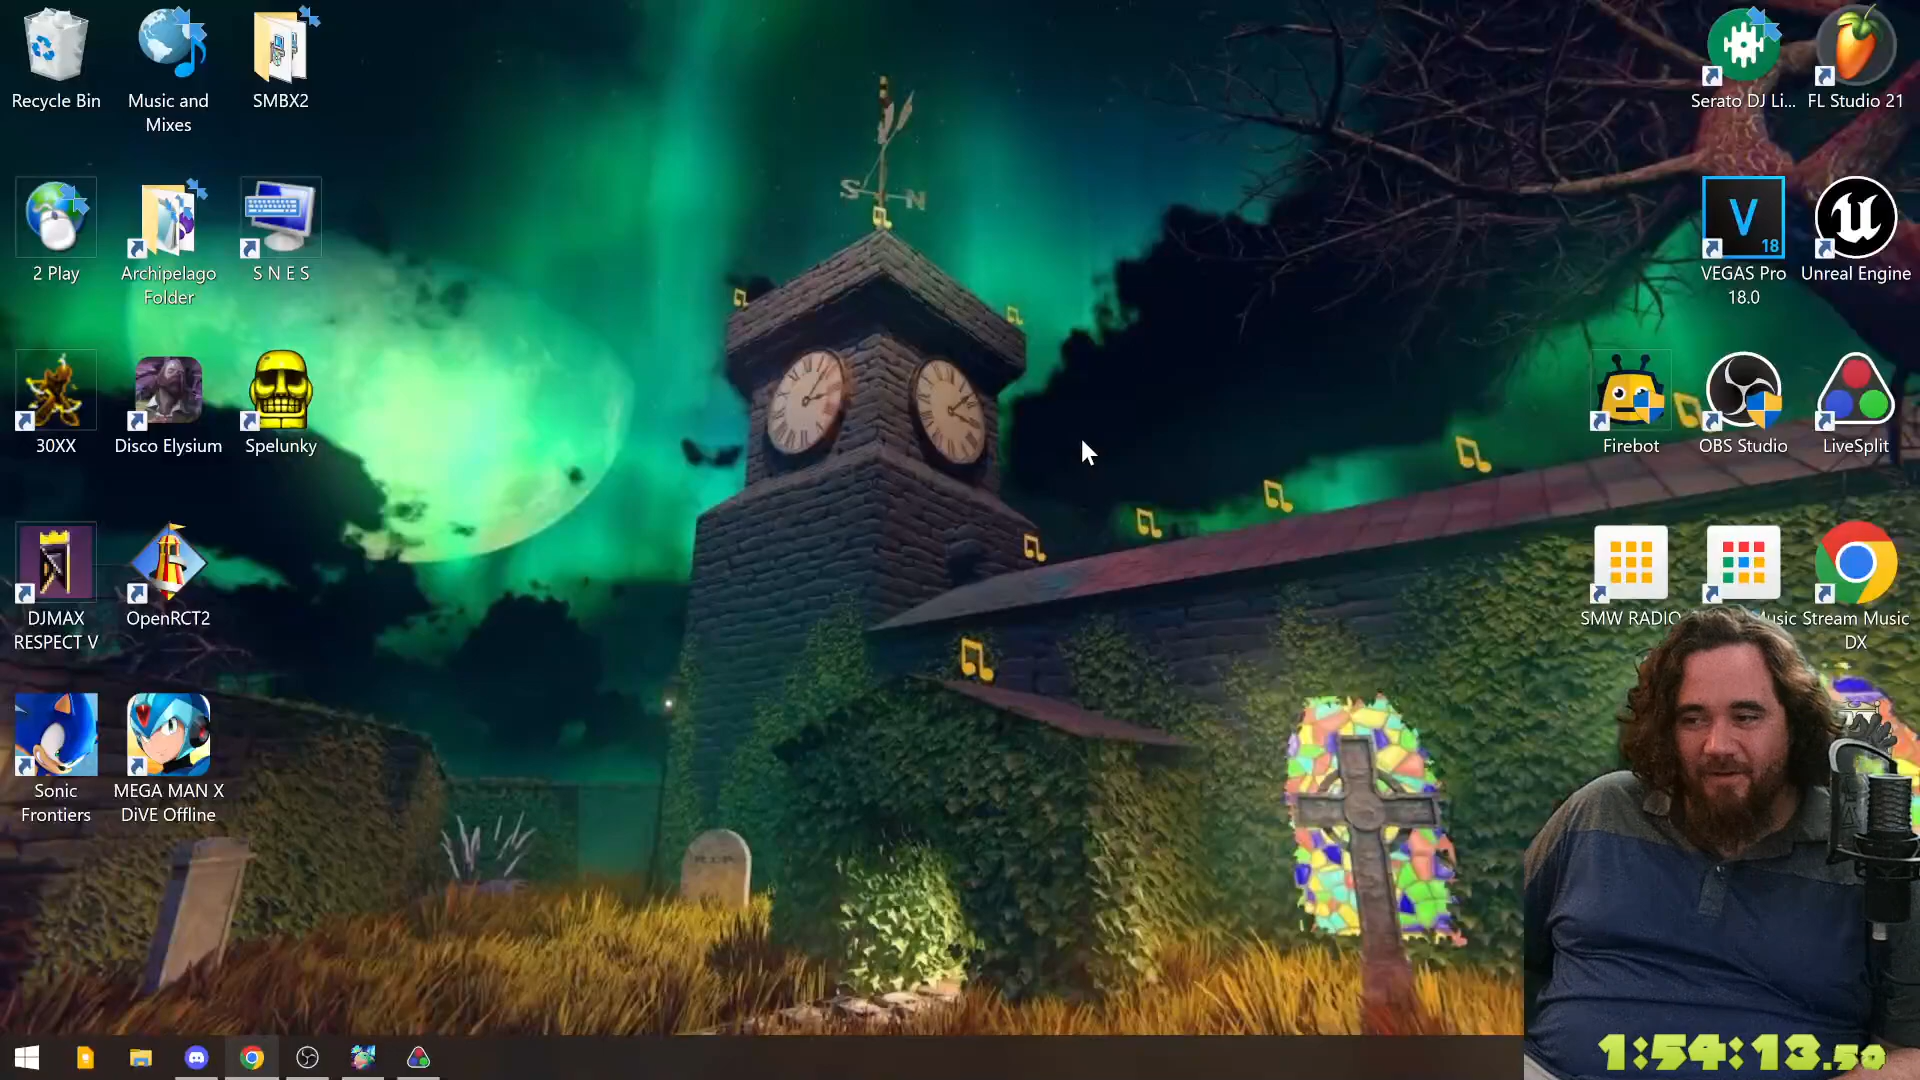 Recycle Bin
Music and
Mixes
SMBX2
Serato DJ Li...
FL Studio 21
2 Play
Archipelago
Folder
S N E S
V
18
VEGAS Pro
18.0
Unreal Engine
S
N
30XX
Disco Elysium
Spelunky
Firebot
OBS Studio
LiveSplit
DJMAX
RESPECT V
OpenRCT2
SMW RADIO
Stream Music
DX
Sonic
Frontiers
MEGA MAN X
DiVE Offline
R.I.P
1:54:13.50